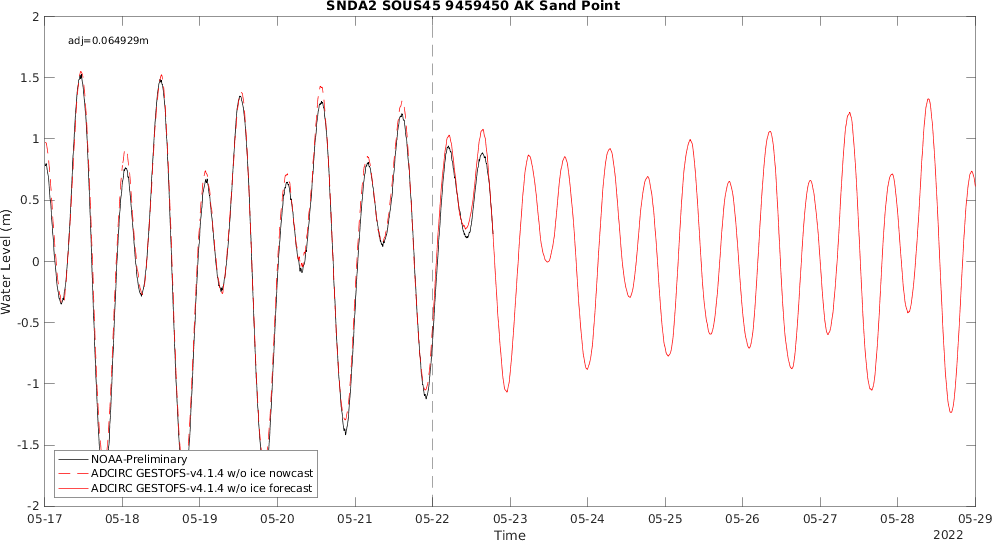 SNDA2 SOUS45 9459450 AK Sand Point
adj=0.064929m
2
1.5
1
0.5
0
-0.5
-1
-1.5
-2
Water Level (m)
NOAA-Preliminary
ADCIRC GESTOFS-v4.1.4 w/o ice nowcast
ADCIRC GESTOFS-v4.1.4 w/o ice forecast
05-17 05-18 05-19 05-20 05-21 05-22 05-23 05-24 05-25 05-26 05-27 05-28 05-29
Time
2022